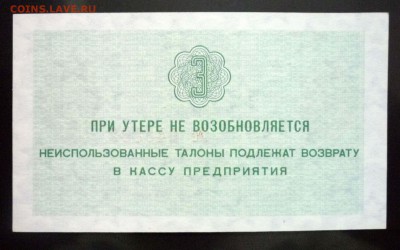 COINS.LAVE.RU
3
ПРИ УТЕРЕ НЕ ВОЗОБНОВЛЯЕТСЯ
НЕИСПОЛЬЗОВАННЫЕ ТАЛОНЫ ПОДЛЕЖАТ ВОЗВРАТУ
В КАССУ ПРЕДПРИЯТИЯ